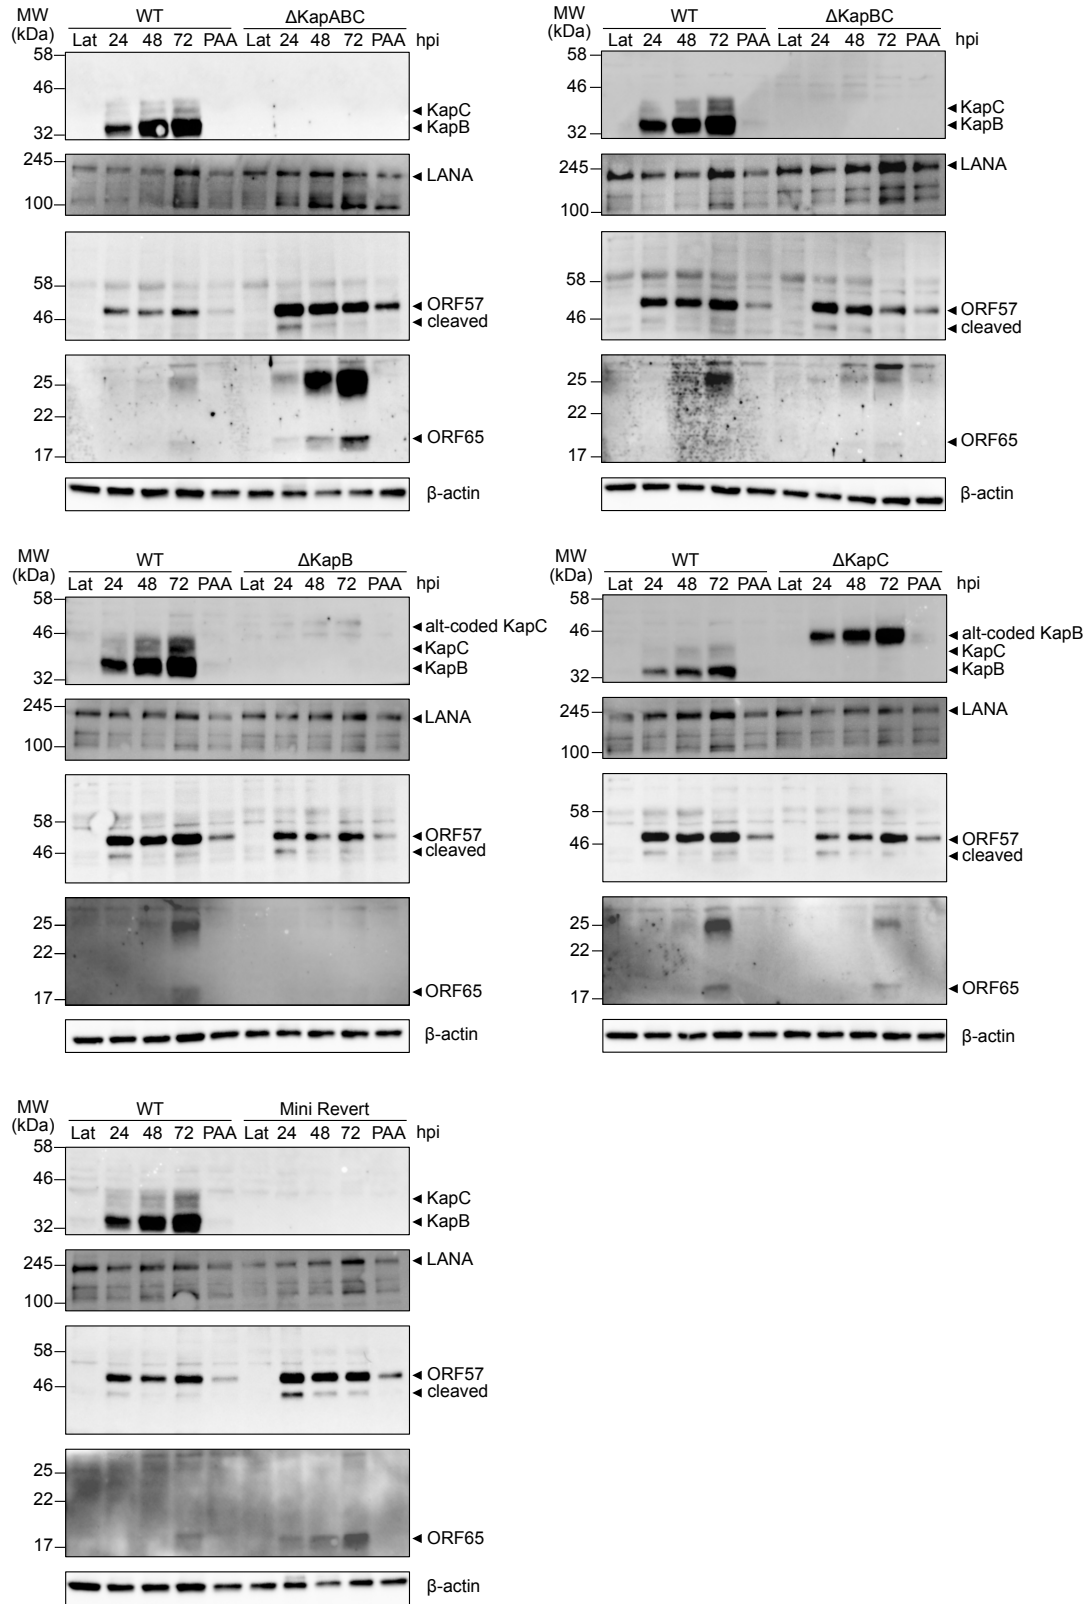 MW
(kDa)
WT ΔKapABC
Lat 24 48 72 PAA Lat 24 48 72 PAA hpi
58
46
32
KapC
KapB
245
100
LANA
58
46
ORF57
cleaved
25
22
17
ORF65
β-actin
MW
(kDa)
WT ΔKapBC
Lat 24 48 72 PAA Lat 24 48 72 PAA hpi
58
46
32
KapC
KapB
245
100
LANA
58
46
ORF57
cleaved
25
22
17
ORF65
β-actin
MW
(kDa)
WT ΔKapB
Lat 24 48 72 PAA Lat 24 48 72 PAA hpi
58
46
32
alt-coded KapC
KapC
KapB
245
100
LANA
58
46
ORF57
cleaved
25
22
17
ORF65
β-actin
MW
(kDa)
WT ΔKapC
Lat 24 48 72 PAA Lat 24 48 72 PAA hpi
58
46
32
alt-coded KapB
KapC
KapB
245
100
LANA
58
46
ORF57
cleaved
25
22
17
ORF65
β-actin
MW
(kDa)
WT Mini Revert
Lat 24 48 72 PAA Lat 24 48 72 PAA hpi
58
46
32
KapC
KapB
245
100
LANA
58
46
ORF57
cleaved
25
22
17
ORF65
β-actin